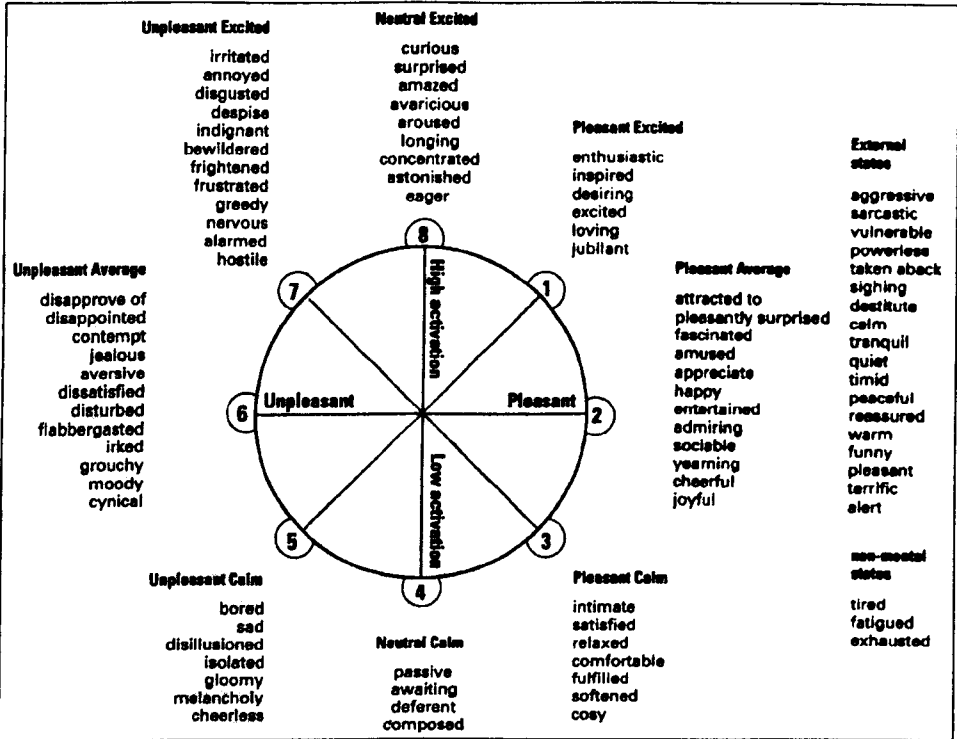 Unpleasant Excited
irritated
annoyed
disgusted
despise
indignant
bewildered
frightened
frustrated
greedy
nervous
alarmed
hostile
Neutral Excited
curious
surprised
amazed
avaricious
aroused
longing
concentrated
astonished
eager
Pleasant Excited
enthusiastic
inspired
desiring
excited
loving
jubilant
External
states
aggressive
sarcastic
vulnerable
powerless
taken aback
sighing
destitute
calm
tranquil
quiet
timid
peaceful
reassured
warm
funny
pleasant
terrific
alert
Unpleasant Average
disapprove of
disappointed
contempt
jealous
aversive
dissatisfied
disturbed
flabbergasted
irked
grouchy
moody
cynical
8
7
1
High activation
6
Unpleasant
Pleasant
2
Low activation
5
3
4
Pleasant Average
attracted to
pleasantly surprised
fascinated
amused
appreciate
happy
entertained
admiring
sociable
yearning
cheerful
joyful
Unpleasant Calm
bored
sad
disillusioned
isolated
gloomy
melancholy
cheerless
Neutral Calm
passive
awaiting
deferent
composed
Pleasant Calm
intimate
satisfied
relaxed
comfortable
fulfilled
softened
cosy
non-mental
states
tired
fatigued
exhausted